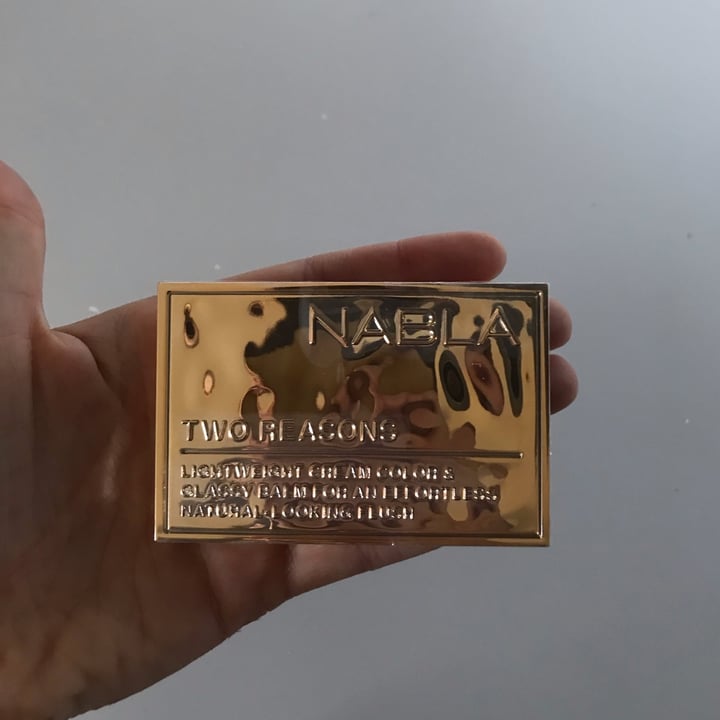 NABLA
TWO REASONS
LIGHTWEIGHT CREAM COLOR &
GLASSY BALM FOR AN EFFORTLESS
NATURAL-LOOKING FLUSH